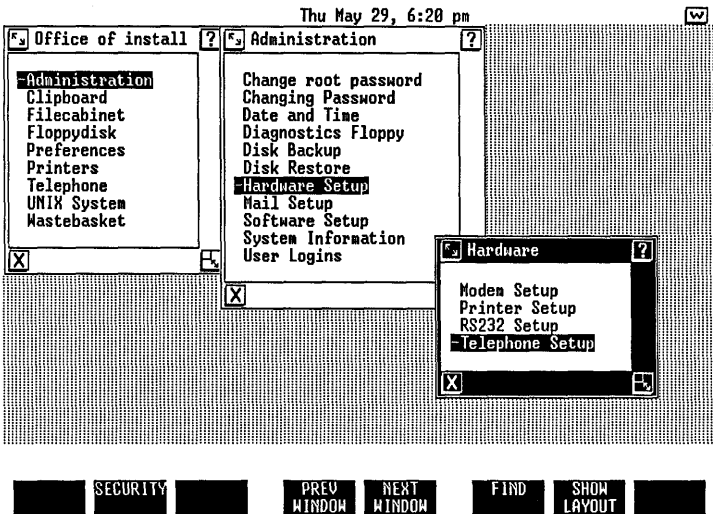 Thu May 29, 6:20 pm
W
Office of install ?
-Administration
Clipboard
Filecabinet
Floppydisk
Preferences
Printers
Telephone
UNIX System
Wastebasket
X
Administration ?
Change root password
Changing Password
Date and Time
Diagnostics Floppy
Disk Backup
Disk Restore
-Hardware Setup
Mail Setup
Software Setup
System Information
User Logins
X
Hardware ?
Modem Setup
Printer Setup
RS232 Setup
-Telephone Setup
X
SECURITY
PREV
WINDOW
NEXT
WINDOW
FIND
SHOW
LAYOUT